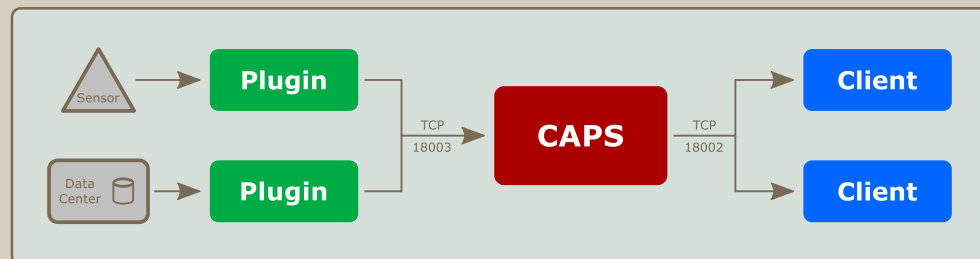 Sensor
Plugin
Data
Center
Plugin
TCP
18003
CAPS
TCP
18002
Client
Client